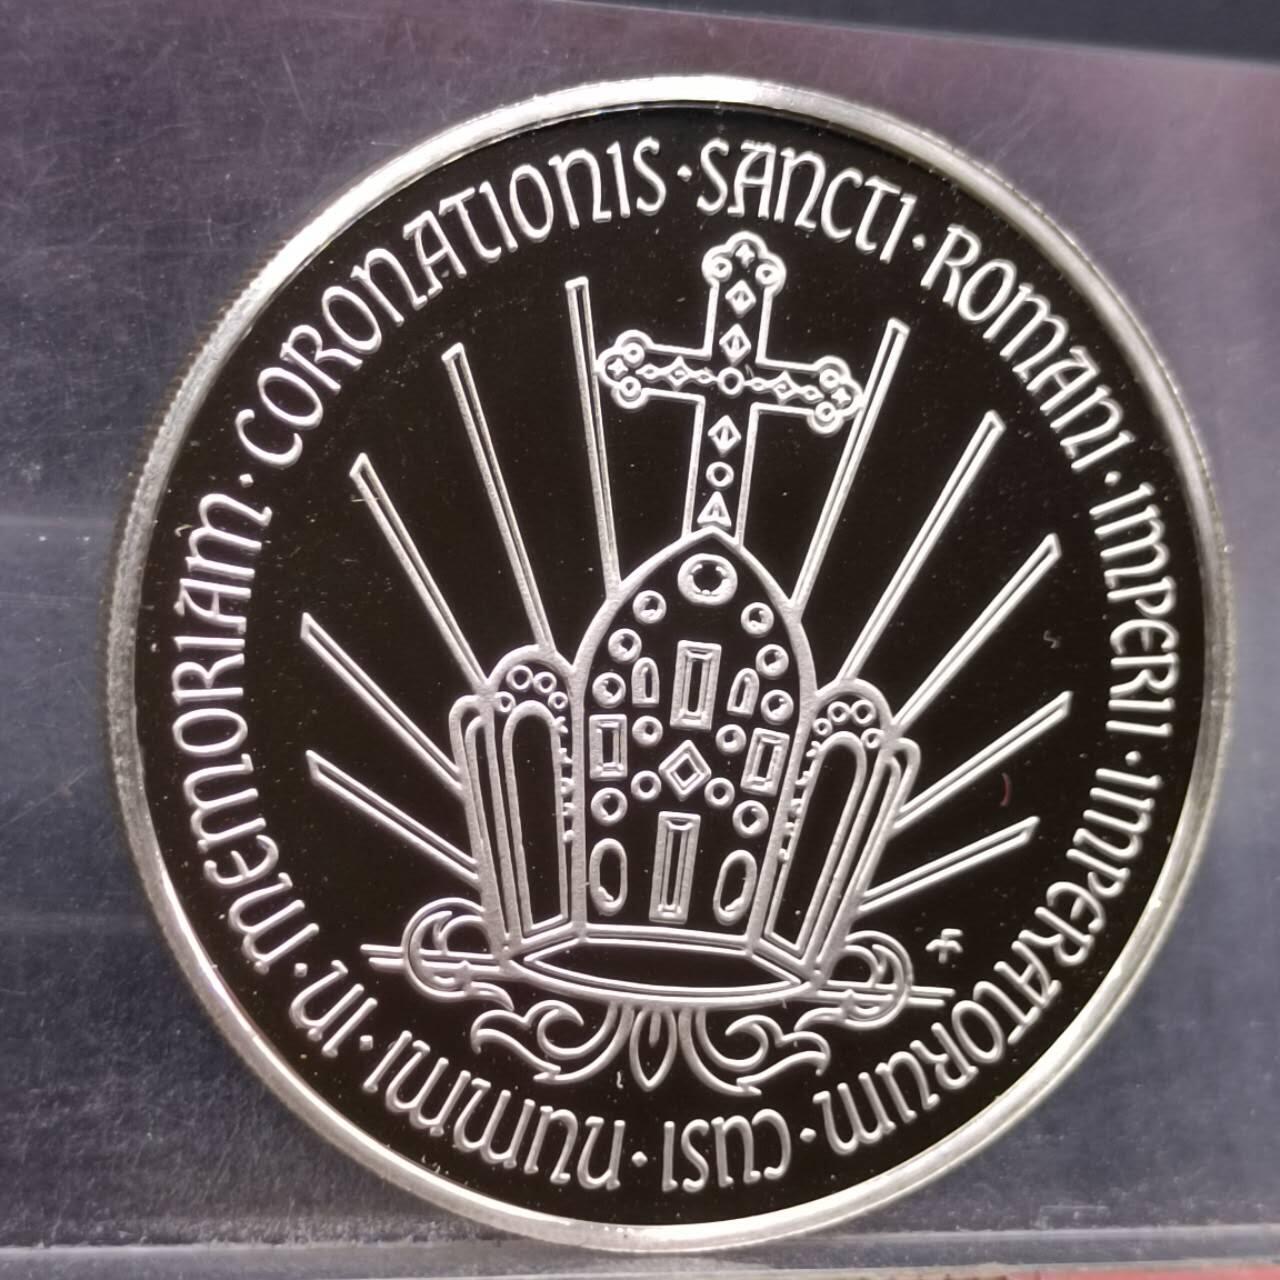 NUMMI · IN · MEMORIAM · CORONATIONIS · SANCTI · ROMANI · IMPERII · IMPERATORUM · CUSI ·